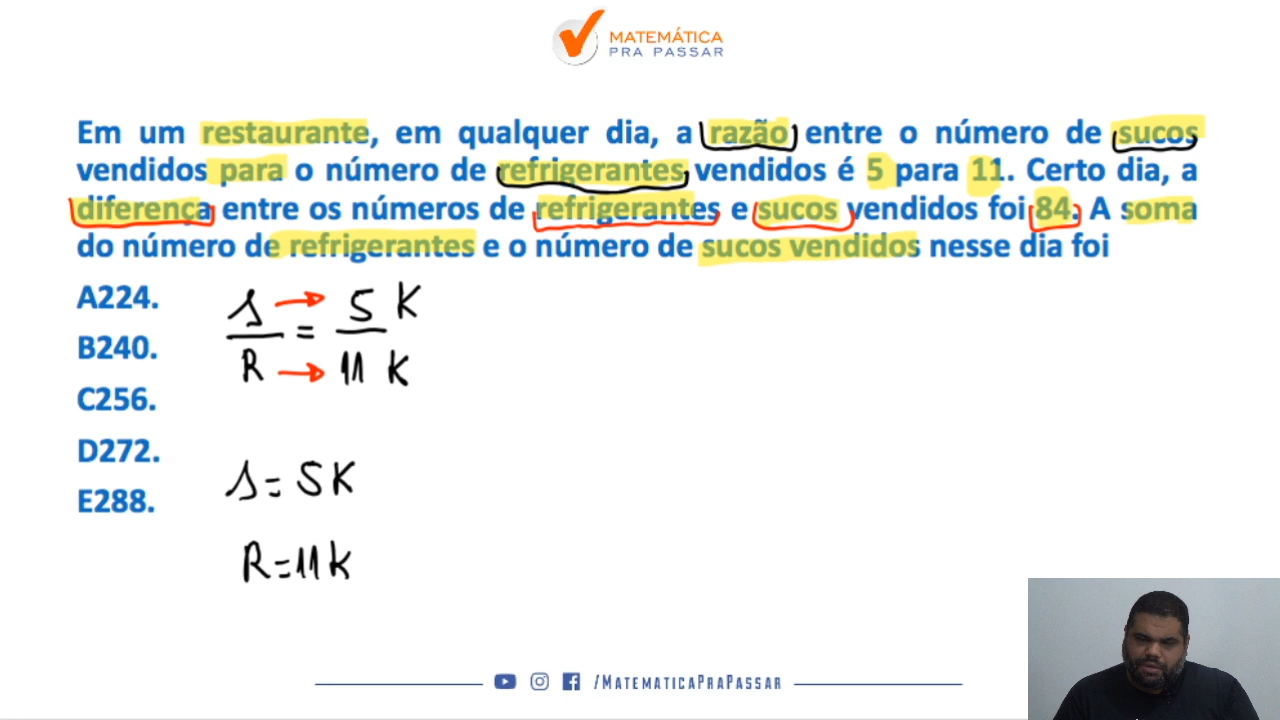 MATEMÁTICA
PRA PASSAR
Em um restaurante, em qualquer dia, a razão entre o número de sucos
vendidos para o número de refrigerantes vendidos é 5 para 11. Certo dia, a
diferença entre os números de refrigerantes e sucos vendidos foi 84. A soma
do número de refrigerantes e o número de sucos vendidos nesse dia foi
A224.
B240.
C256.
D272.
E288.
s → 5 K
=
R → 11 K
s = 5K
R = 11K
/MATEMATICAPRAPASSAR